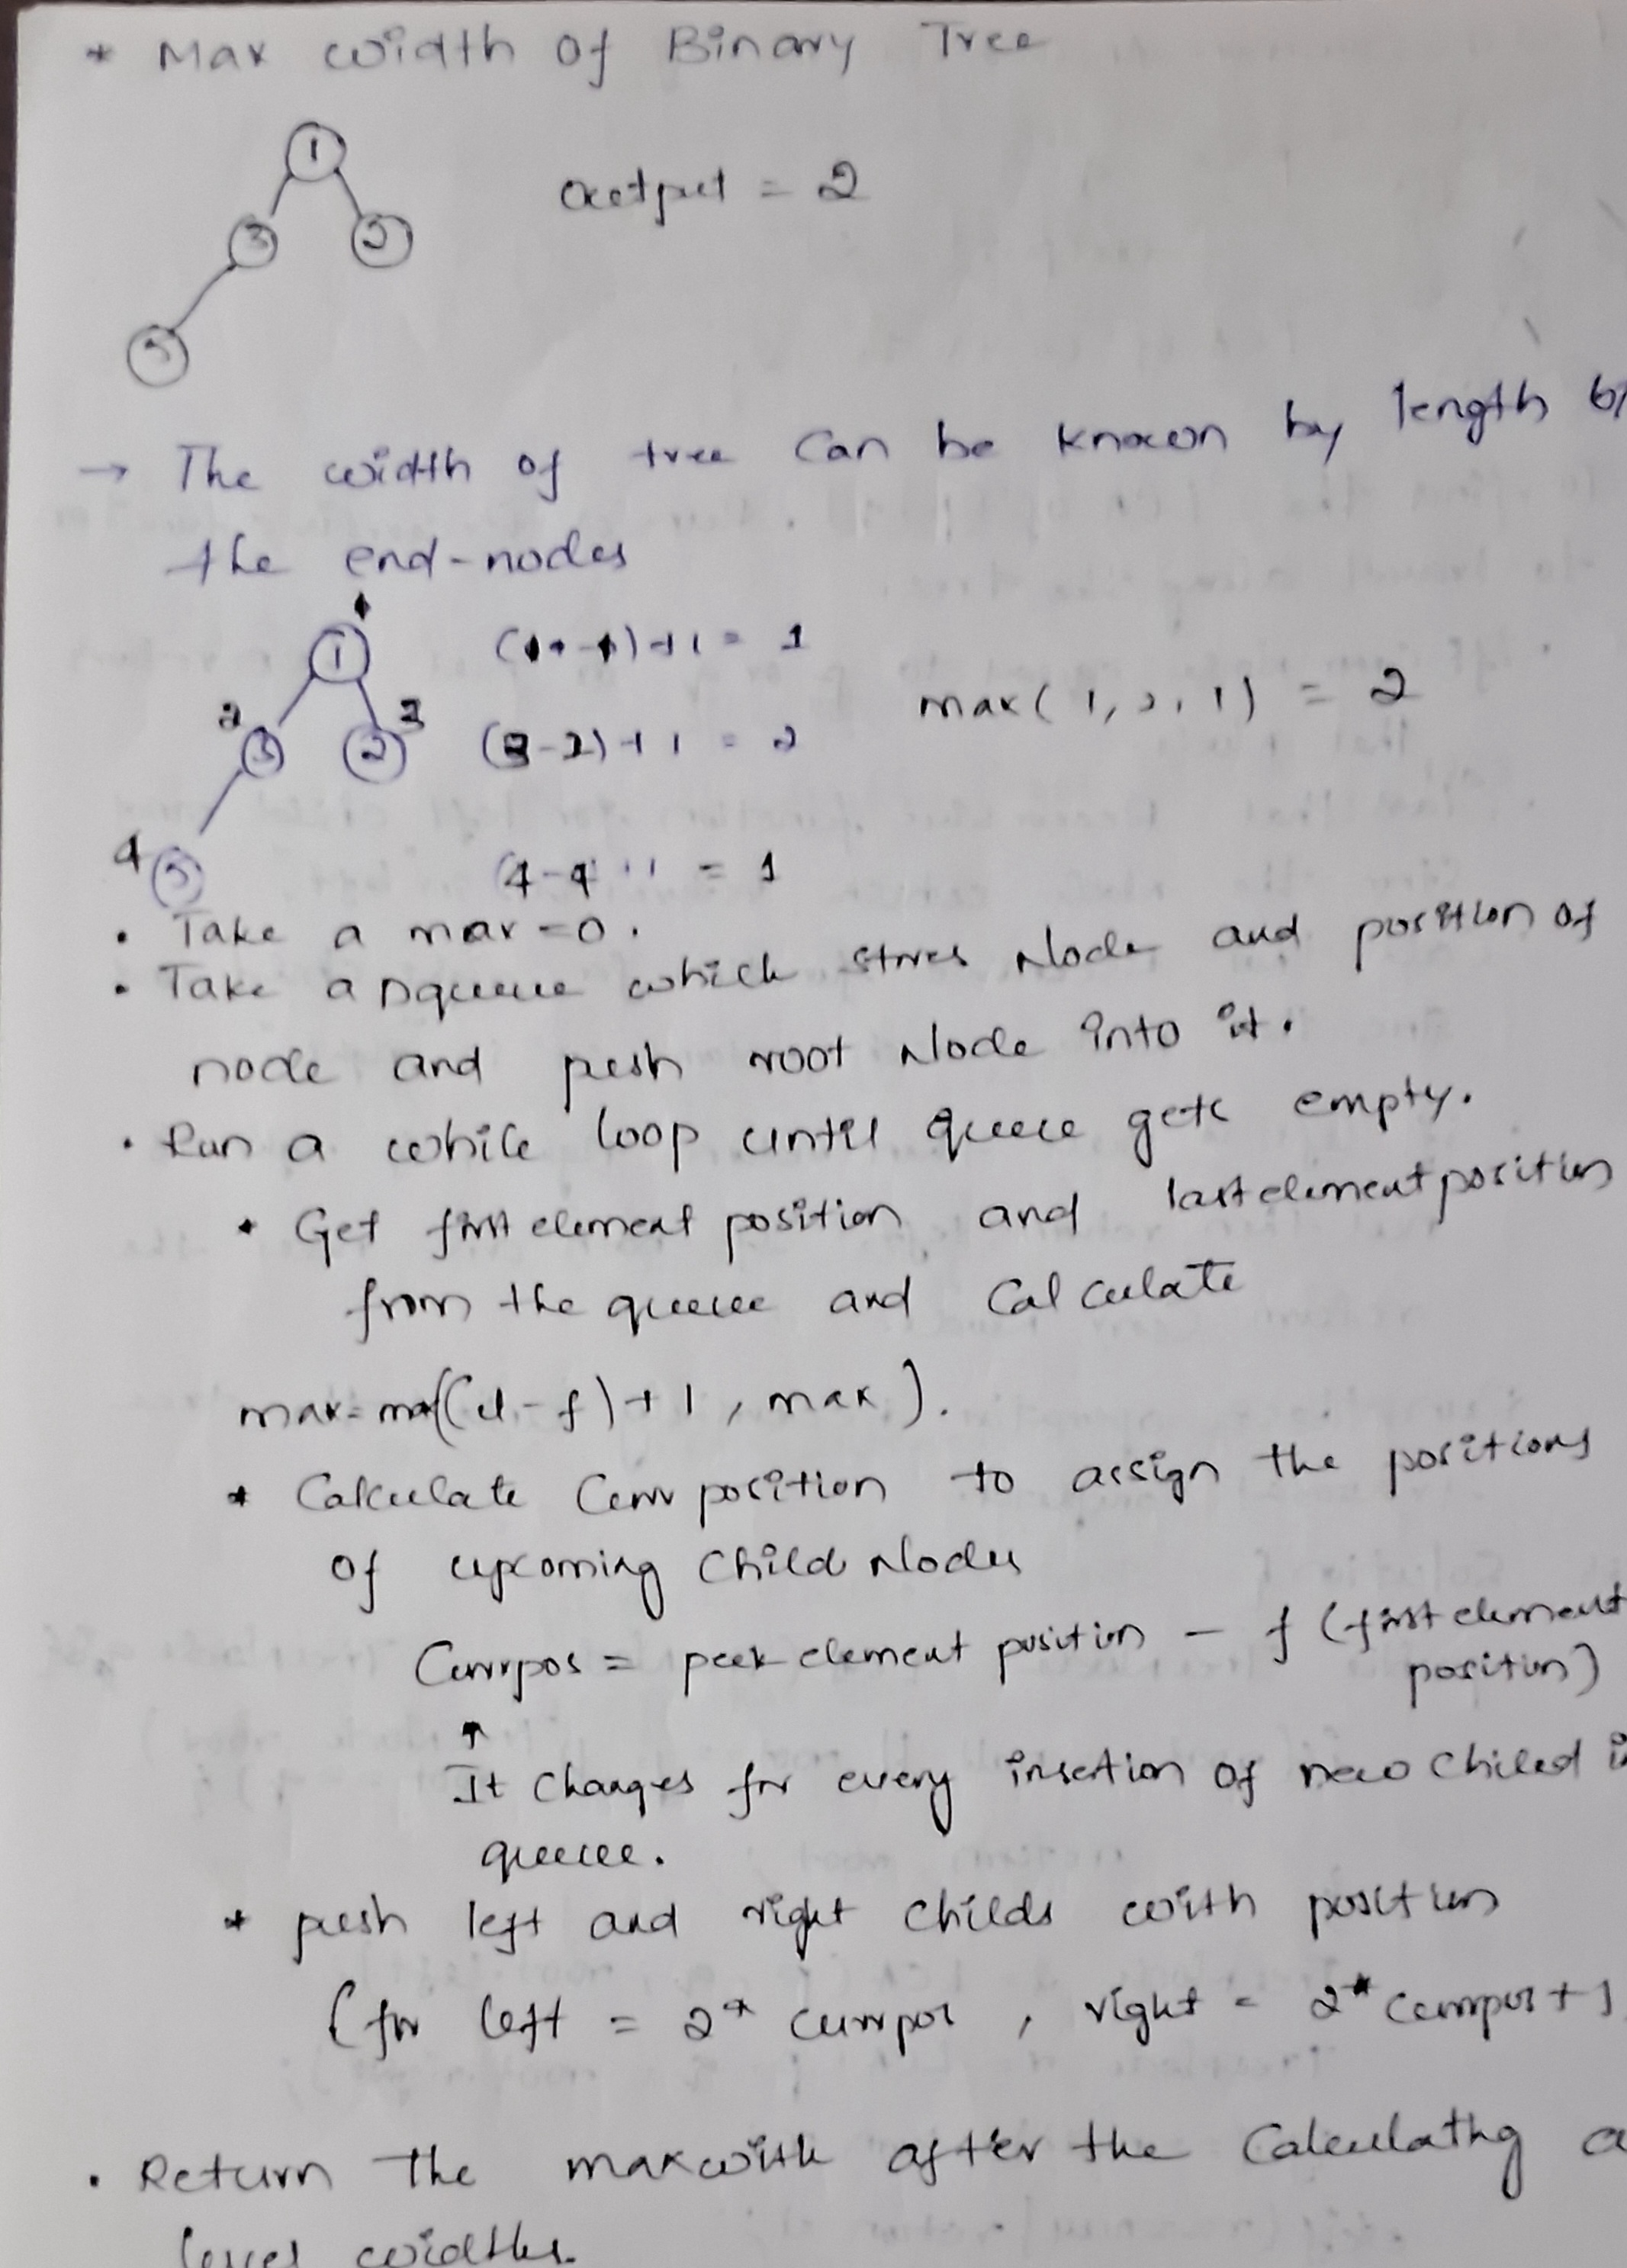 * Max width of Binary Tree
1
output = 2
3 2
5
→ The width of tree can be known by length b/
the end-nodes
1
1 (1-1)+1 = 1
max(1,2,1) = 2
2 3
3 2 (3-2)+1 = 2
4
5 (4-4 +1 = 1
• Take a max=0.
• Take a Dqueue which stores Node and position of
node and push root Node into it.
• Run a while loop until queue gets empty.
* Get first element position and last element position
from the queue and Calculate
max=max((l-f)+1, max).
* Calculate Curr position to assign the positions
of upcoming child Nodes
Currpos = peek element position - f (first element
position)
↑
It changes for every insertion of new chiled
queue.
* push left and right childs with position
(for left = 2* currpos, right = 2* currpos+1
• Return the maxwith after the Calculatng
level widths.